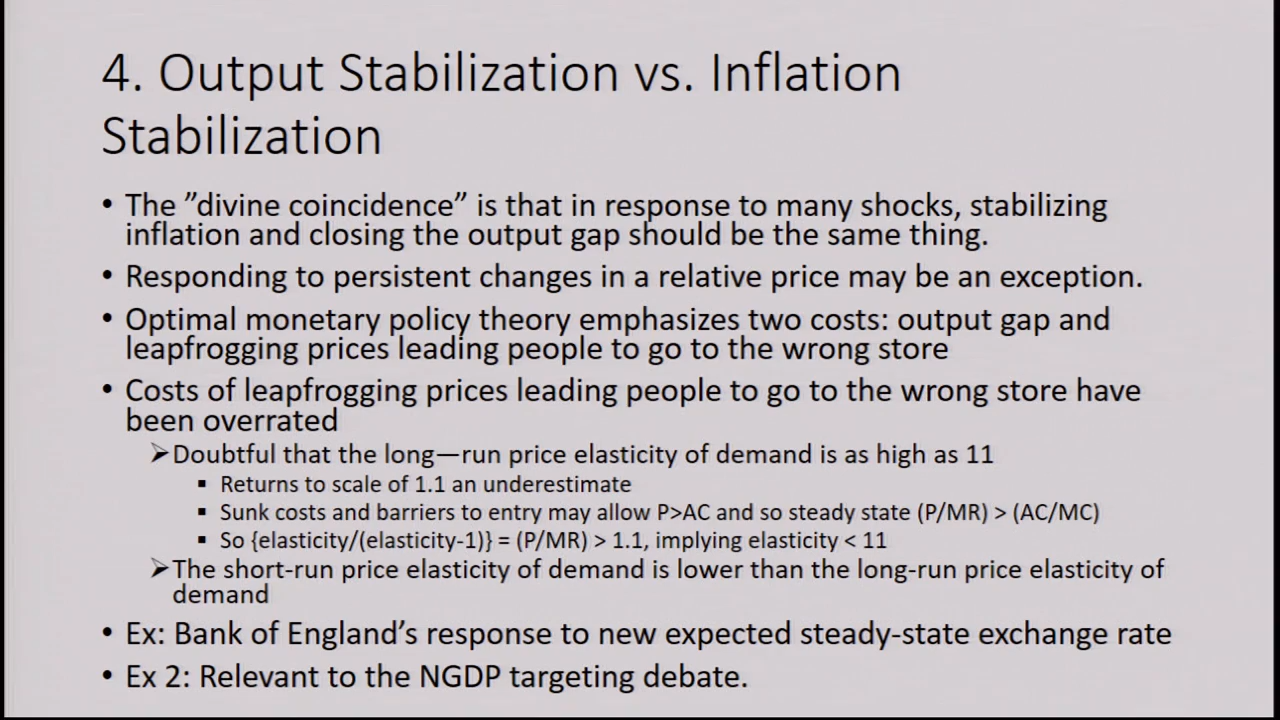 4. Output Stabilization vs. Inflation
Stabilization
• The ”divine coincidence” is that in response to many shocks, stabilizing
inflation and closing the output gap should be the same thing.
• Responding to persistent changes in a relative price may be an exception.
• Optimal monetary policy theory emphasizes two costs: output gap and
leapfrogging prices leading people to go to the wrong store
• Costs of leapfrogging prices leading people to go to the wrong store have
been overrated
➢Doubtful that the long—run price elasticity of demand is as high as 11
▪ Returns to scale of 1.1 an underestimate
▪ Sunk costs and barriers to entry may allow P>AC and so steady state (P/MR) > (AC/MC)
▪ So {elasticity/(elasticity-1)} = (P/MR) > 1.1, implying elasticity < 11
➢The short-run price elasticity of demand is lower than the long-run price elasticity of
demand
• Ex: Bank of England’s response to new expected steady-state exchange rate
• Ex 2: Relevant to the NGDP targeting debate.